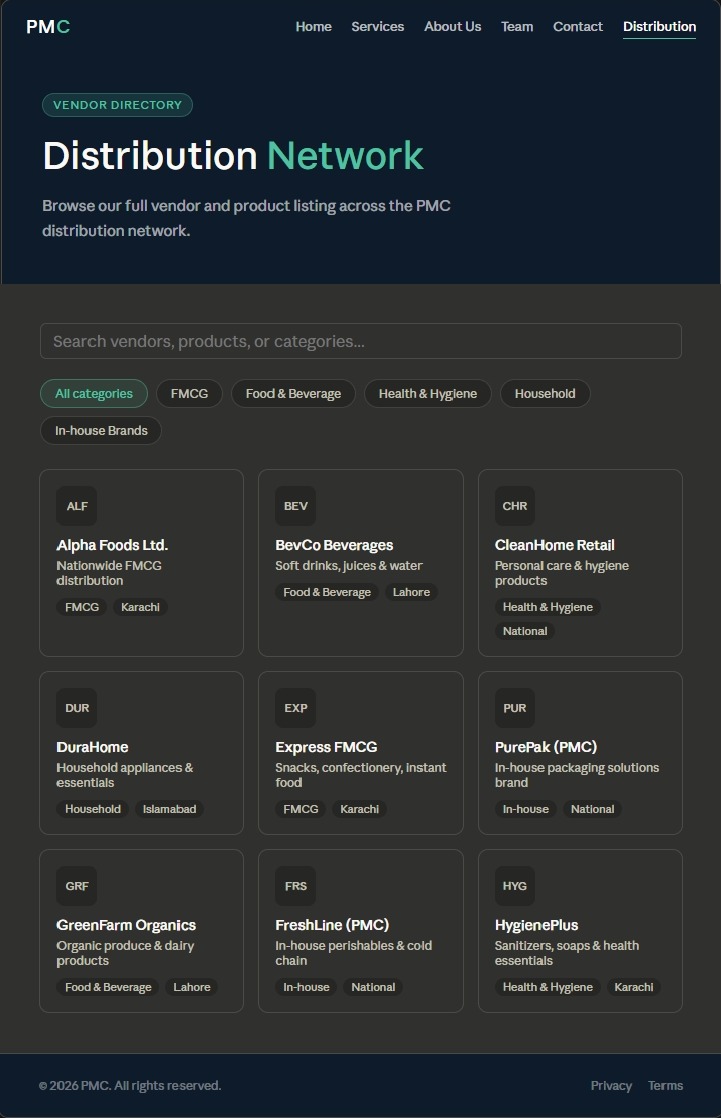 PMC
Home Services About Us Team Contact Distribution
VENDOR DIRECTORY
Distribution Network
Browse our full vendor and product listing across the PMC
distribution network.
Search vendors, products, or categories...
All categories FMCG Food & Beverage Health & Hygiene Household
In-house Brands
ALF
Alpha Foods Ltd.
Nationwide FMCG
distribution
FMCG Karachi
BEV
BevCo Beverages
Soft drinks, juices & water
Food & Beverage Lahore
CHR
CleanHome Retail
Personal care & hygiene
products
Health & Hygiene
National
DUR
DuraHome
Household appliances &
essentials
Household Islamabad
EXP
Express FMCG
Snacks, confectionery, instant
food
FMCG Karachi
PUR
PurePak (PMC)
In-house packaging solutions
brand
In-house National
GRF
GreenFarm Organics
Organic produce & dairy
products
Food & Beverage Lahore
FRS
FreshLine (PMC)
In-house perishables & cold
chain
In-house National
HYG
HygienePlus
Sanitizers, soaps & health
essentials
Health & Hygiene Karachi
© 2026 PMC. All rights reserved.
Privacy Terms